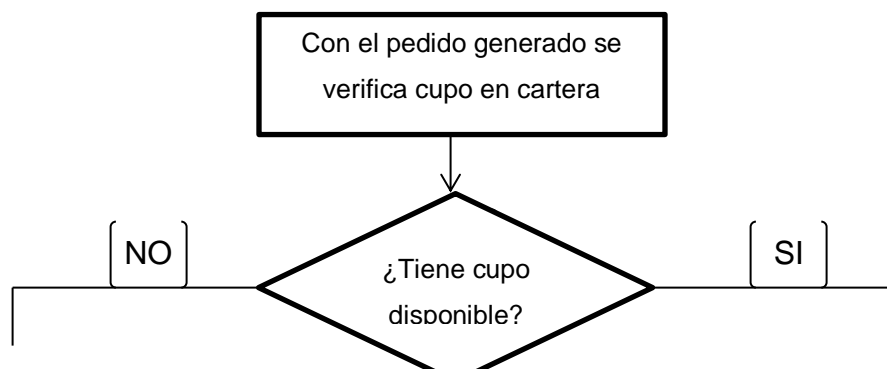 Con el pedido generado se
verifica cupo en cartera
NO
SI
¿Tiene cupo
disponible?